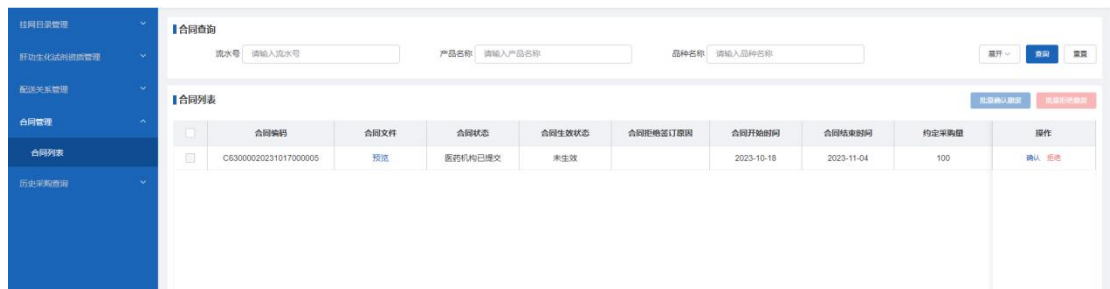 挂网目录管理
肝功生化试剂资质管理
配送关系管理
合同管理
合同列表
历史采购查询
合同查询
流水号 请输入流水号 产品名称 请输入产品名称 品种名称 请输入品种名称 展开 查询 重置
合同列表 批量确认撤废 批量拒绝撤废
合同编码 合同文件 合同状态 合同生效状态 合同拒绝签订原因 合同开始时间 合同结束时间 约定采购量 操作
C63000020231017000005 预览 医药机构已提交 未生效 2023-10-18 2023-11-04 100 确认 拒绝